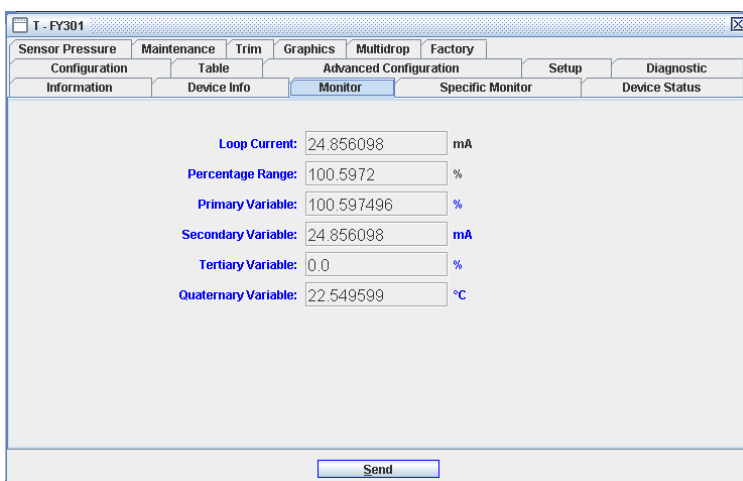 T - FY301
Sensor Pressure Maintenance Trim Graphics Multidrop Factory
Configuration Table Advanced Configuration Setup Diagnostic
Information Device Info Monitor Specific Monitor Device Status
Loop Current: 24.856098 mA
Percentage Range: 100.5972 %
Primary Variable: 100.597496 %
Secondary Variable: 24.856098 mA
Tertiary Variable: 0.0 %
Quaternary Variable: 22.549599 °C
Send